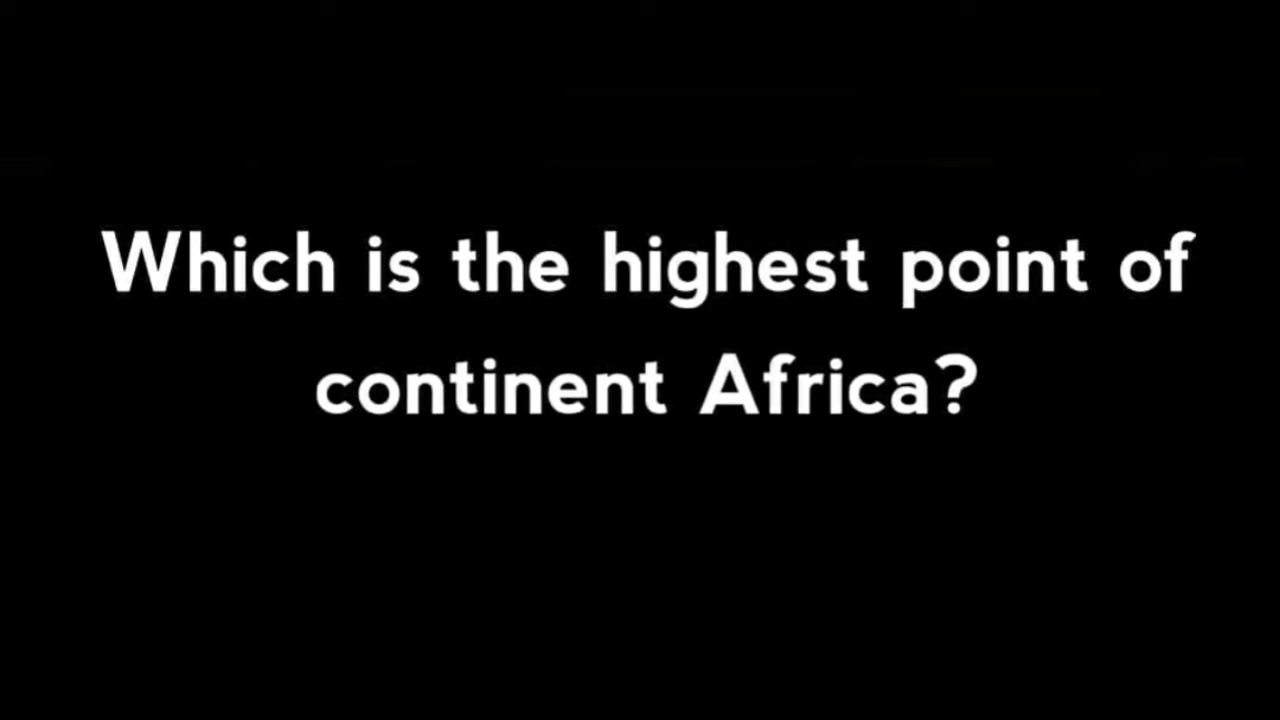 Which is the highest point of
continent Africa?